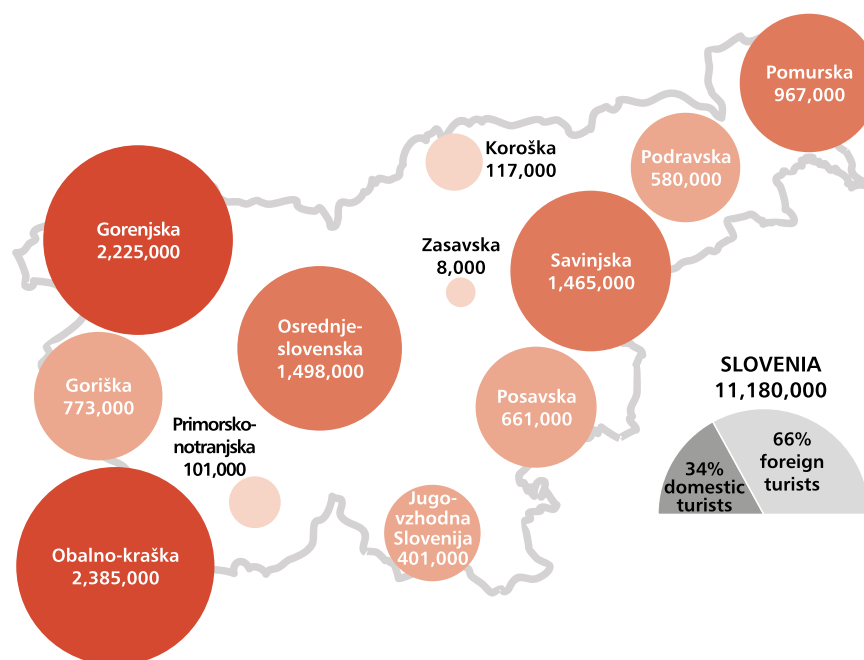 Pomurska
967,000
Koroška
117,000
Podravska
580,000
Gorenjska
2,225,000
Zasavska
8,000
Savinjska
1,465,000
Osrednje-
slovenska
1,498,000
Goriška
773,000
Posavska
661,000
SLOVENIA
11,180,000
66%
foreign
turists
34%
domestic
turists
Primorsko-
notranjska
101,000
Jugo-
vzhodna
Slovenija
401,000
Obalno-kraška
2,385,000